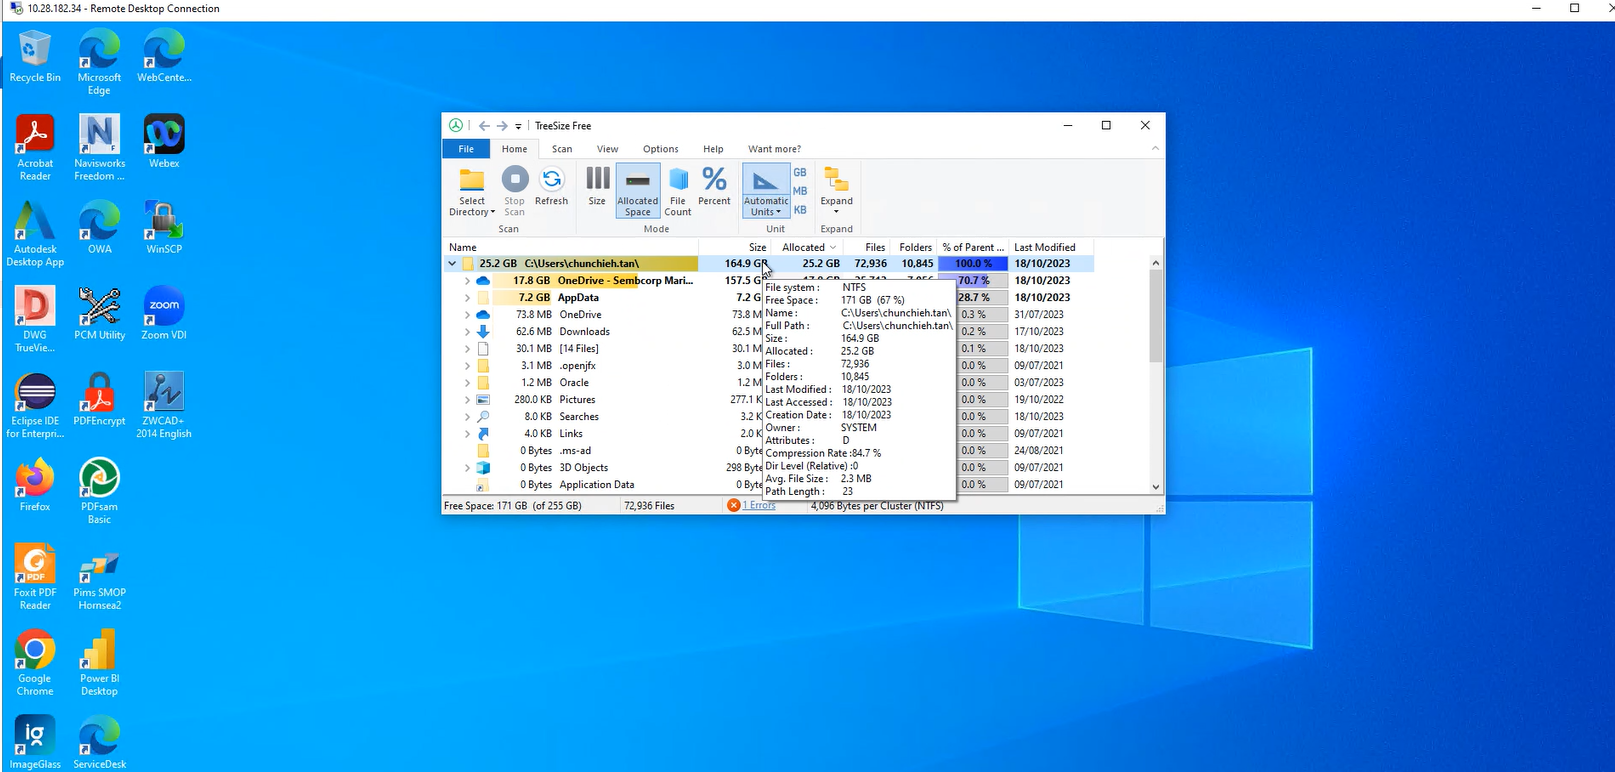 10.28.182.34 - Remote Desktop Connection
Recycle Bin
Microsoft
Edge
WebCente...
Acrobat
Reader
Navisworks
Freedom ...
Webex
Autodesk
Desktop App
OWA
WinSCP
DWG
TrueVie...
PCM Utility
Zoom VDI
zoom
Eclipse IDE
for Enterpri...
PDFEncrypt
ZWCAD+
2014 English
Firefox
PDFsam
Basic
PDF
Foxit PDF
Reader
Pims SMOP
Hornsea2
Google
Chrome
Power BI
Desktop
ig
ImageGlass
ServiceDesk
TreeSize Free
File Home Scan View Options Help Want more?
Select
Directory
Stop
Scan
Refresh
Size
Allocated
Space
File
Count
Percent
Automatic
Units
GB
MB
KB
Expand
Scan Mode Unit Expand
Name Size Allocated Files Folders % of Parent ... Last Modified
25.2 GB C:\Users\chunchieh.tan\ 164.9 GB 25.2 GB 72,936 10,845 100.0 % 18/10/2023
17.8 GB OneDrive - Sembcorp Mari... 157.5 70.7 % 18/10/2023
7.2 GB AppData 7.2 28.7 % 18/10/2023
73.8 MB OneDrive 73.8 M 0.3 % 31/07/2023
62.6 MB Downloads 62.5 M 0.2 % 17/10/2023
30.1 MB [14 Files] 30.1 M 0.1 % 18/10/2023
3.1 MB .openjfx 3.0 M 0.0 % 09/07/2021
1.2 MB Oracle 1.2 M 0.0 % 03/07/2023
280.0 KB Pictures 277.1 K 0.0 % 19/10/2022
8.0 KB Searches 3.2 K 0.0 % 18/10/2023
4.0 KB Links 2.0 K 0.0 % 09/07/2021
0 Bytes .ms-ad 0 Byte 0.0 % 24/08/2021
0 Bytes 3D Objects 298 Byte 0.0 % 09/07/2021
0 Bytes Application Data 0 Byte 0.0 % 09/07/2021
File system : NTFS
Free Space : 171 GB (67 %)
Name : C:\Users\chunchieh.tan\
Full Path : C:\Users\chunchieh.tan\
Size : 164.9 GB
Allocated : 25.2 GB
Files : 72,936
Folders : 10,845
Last Modified : 18/10/2023
Last Accessed : 18/10/2023
Creation Date : 18/10/2023
Owner : SYSTEM
Attributes : D
Compression Rate :84.7 %
Dir Level (Relative) :0
Avg. File Size : 2.3 MB
Path Length : 23
Free Space: 171 GB (of 255 GB) 72,936 Files 1 Errors 4,096 Bytes per Cluster (NTFS)